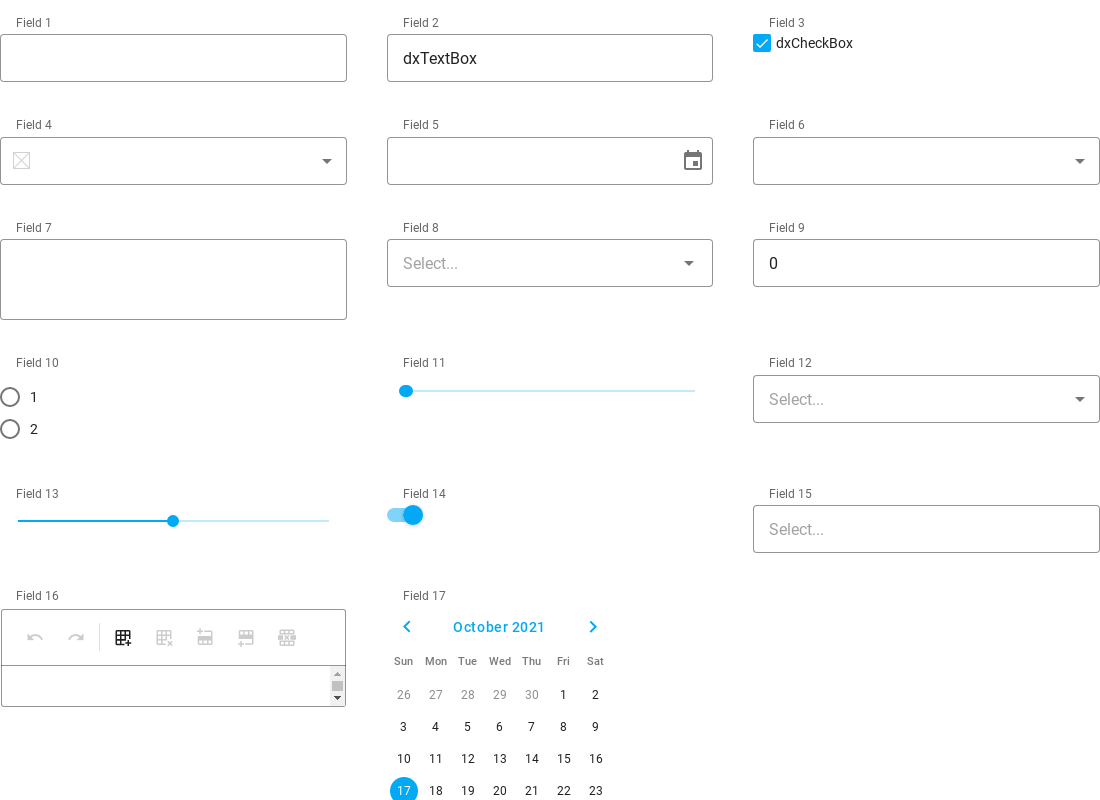 Field 1
Field 2
dxTextBox
Field 3
dxCheckBox
Field 4
Field 5
Field 6
Field 7
Field 8
Select...
Field 9
0
Field 10
1
2
Field 11
Field 12
Select...
Field 13
Field 14
Field 15
Select...
Field 16
Field 17
October 2021
Sun Mon Tue Wed Thu Fri Sat
26 27 28 29 30 1 2
3 4 5 6 7 8 9
10 11 12 13 14 15 16
17 18 19 20 21 22 23